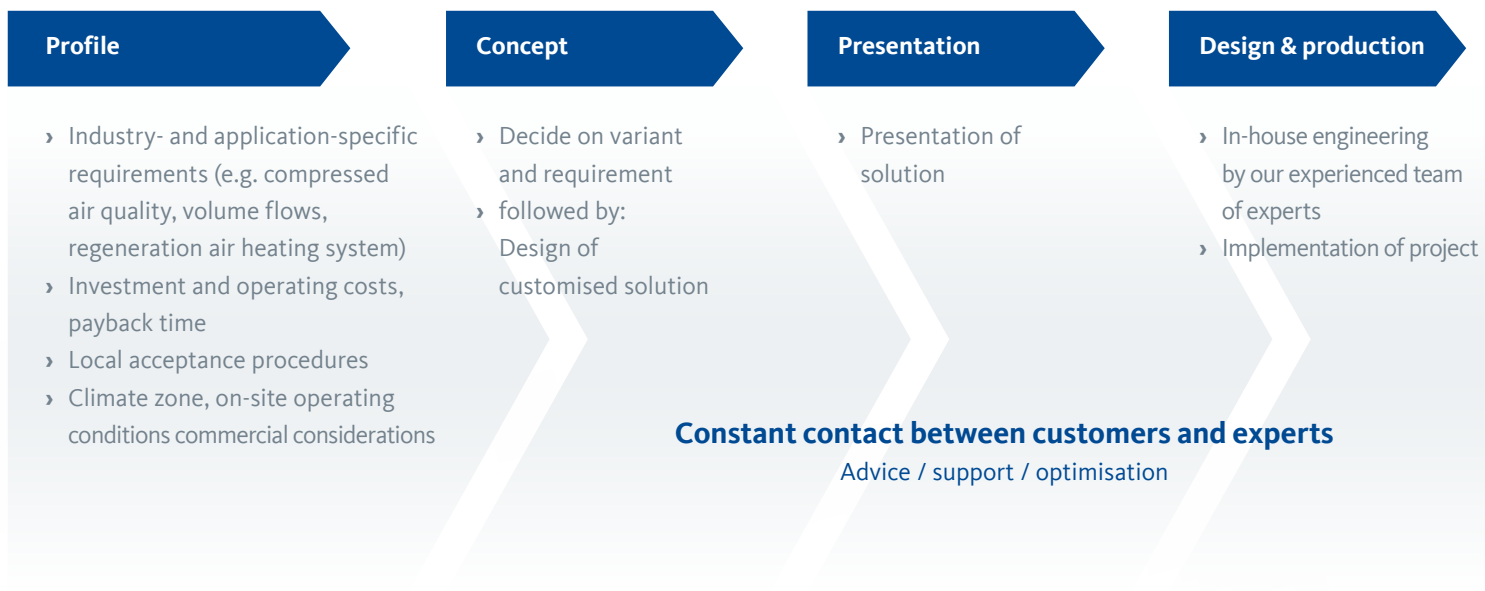 Profile
› Industry- and application-specific
requirements (e.g. compressed
air quality, volume flows,
regeneration air heating system)
› Investment and operating costs,
payback time
› Local acceptance procedures
› Climate zone, on-site operating
conditions commercial considerations
Concept
› Decide on variant
and requirement
› followed by:
Design of
customised solution
Presentation
› Presentation of
solution
Design & production
› In-house engineering
by our experienced team
of experts
› Implementation of project
Constant contact between customers and experts
Advice / support / optimisation